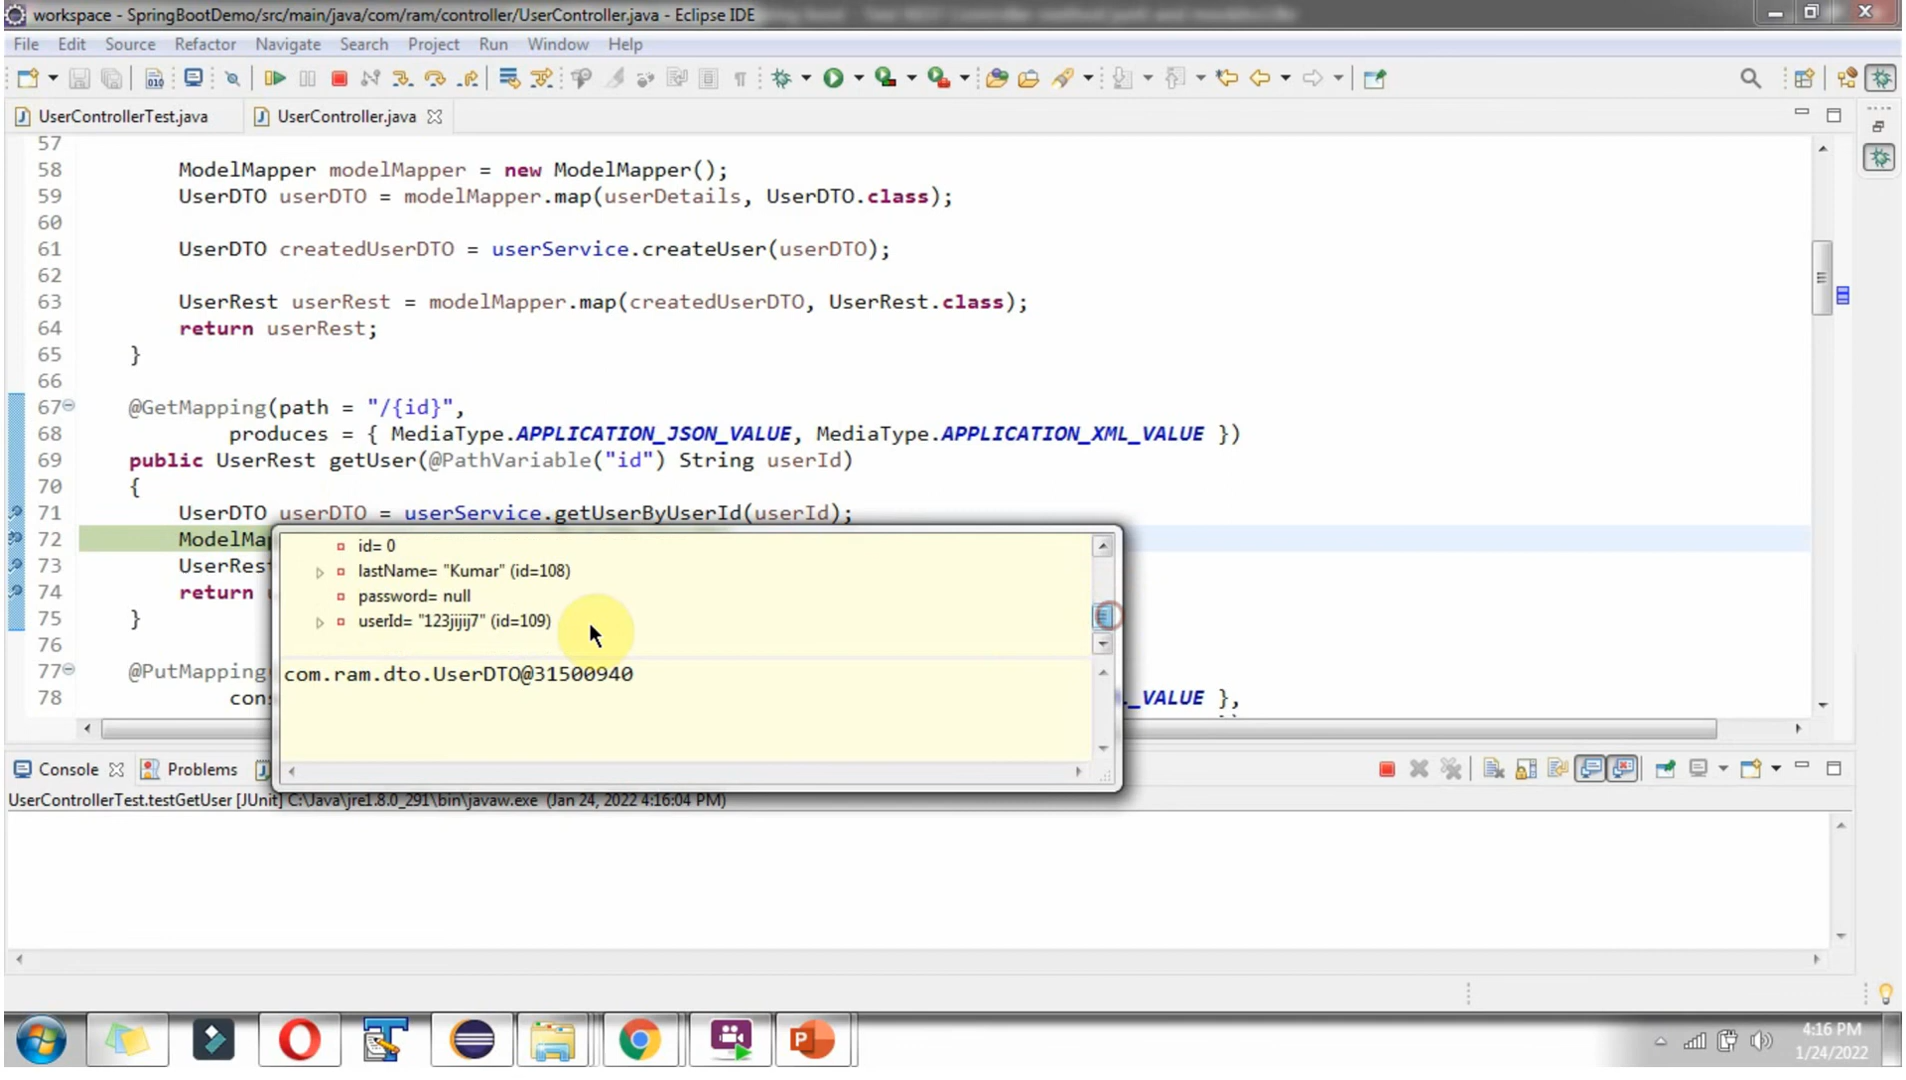 workspace - SpringBootDemo/src/main/java/com/ram/controller/UserController.java - Eclipse IDE
File Edit Source Refactor Navigate Search Project Run Window Help
UserControllerTest.java UserController.java
57
58 ModelMapper modelMapper = new ModelMapper();
59 UserDTO userDTO = modelMapper.map(userDetails, UserDTO.class);
60
61 UserDTO createdUserDTO = userService.createUser(userDTO);
62
63 UserRest userRest = modelMapper.map(createdUserDTO, UserRest.class);
64 return userRest;
65 }
66
67 @GetMapping(path = "/{id}",
68 produces = { MediaType.APPLICATION_JSON_VALUE, MediaType.APPLICATION_XML_VALUE })
69 public UserRest getUser(@PathVariable("id") String userId)
70 {
71 UserDTO userDTO = userService.getUserByUserId(userId);
72 ModelMap
73 UserRest
74 return
75 }
76
77 @PutMapping
78 con L_VALUE },
id= 0
lastName= "Kumar" (id=108)
password= null
userId= "123jijij7" (id=109)
com.ram.dto.UserDTO@31500940
Console Problems
UserControllerTest.testGetUser [JUnit] C:\Java\jre1.8.0_291\bin\javaw.exe (Jan 24, 2022 4:16:04 PM)
4:16 PM
1/24/2022